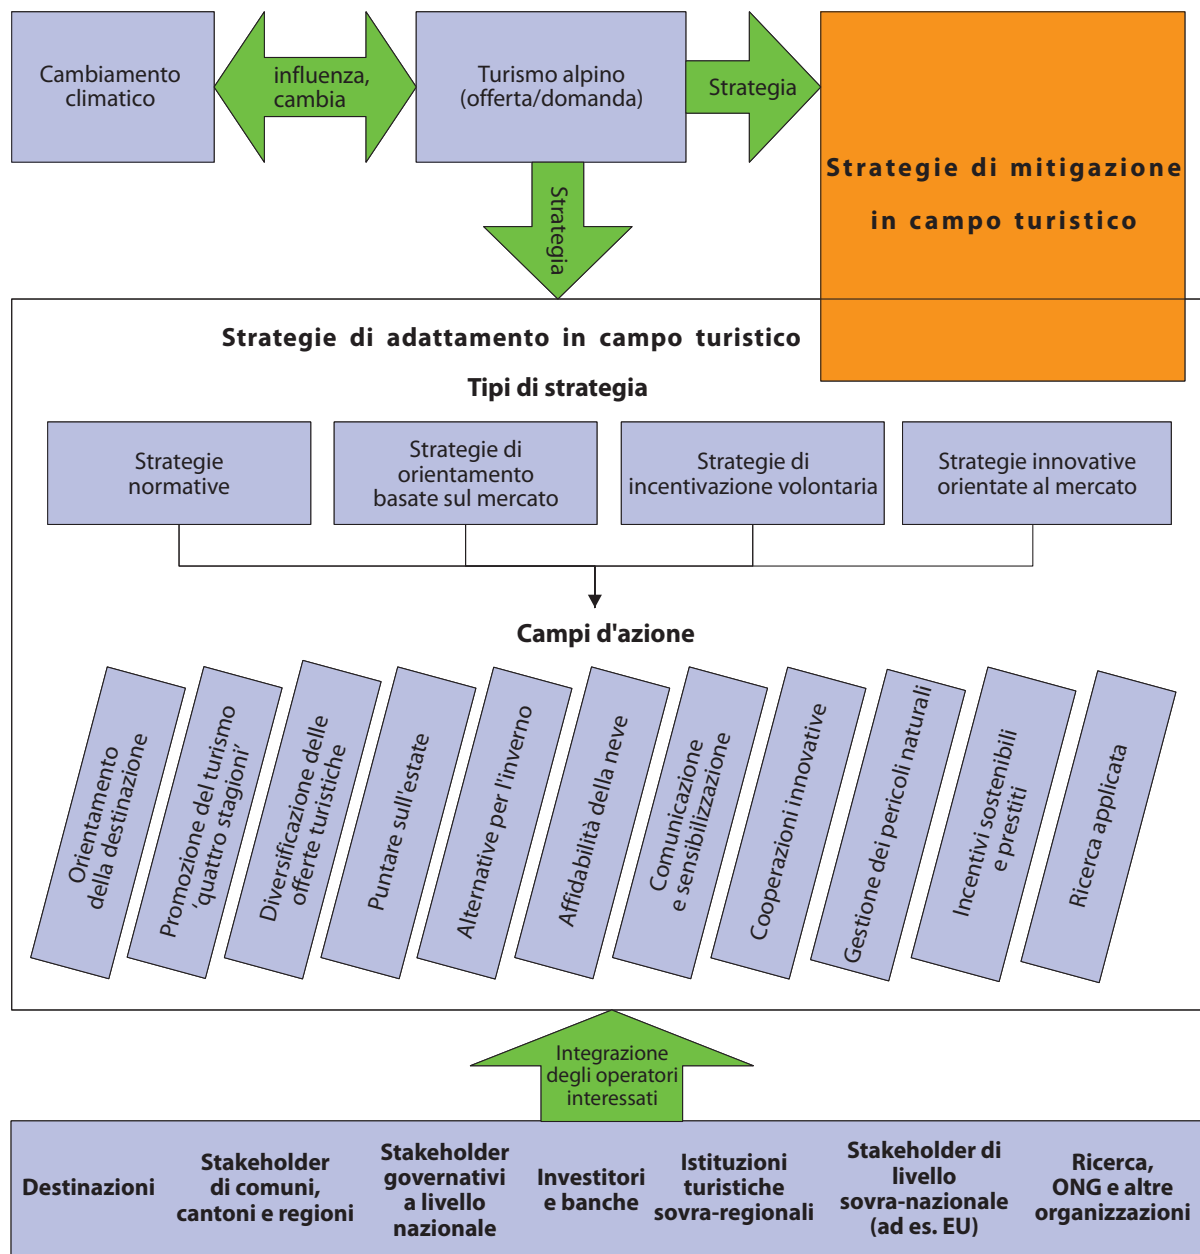 Cambiamento
climatico
influenza,
cambia
Turismo alpino
(offerta/domanda)
Strategia
Strategie di mitigazione
in campo turistico
Strategia
Strategie di adattamento in campo turistico
Tipi di strategia
Strategie
normative
Strategie di
orientamento
basate sul mercato
Strategie di
incentivazione volontaria
Strategie innovative
orientate al mercato
Campi d'azione
Orientamento
della destinazione
Promozione del turismo
‘quattro stagioni’
Diversificazione delle
offerte turistiche
Puntare sull'estate
Alternative per l'inverno
Affidabilità della neve
Comunicazione
e sensibilizzazione
Cooperazioni innovative
Gestione dei pericoli naturali
Incentivi sostenibili
e prestiti
Ricerca applicata
Integrazione
degli operatori
interessati
Destinazioni
Stakeholder
di comuni,
cantoni e regioni
Stakeholder
governativi
a livello
nazionale
Investitori
e banche
Istituzioni
turistiche
sovra-regionali
Stakeholder di
livello
sovra-nazionale
(ad es. EU)
Ricerca,
ONG e altre
organizzazioni